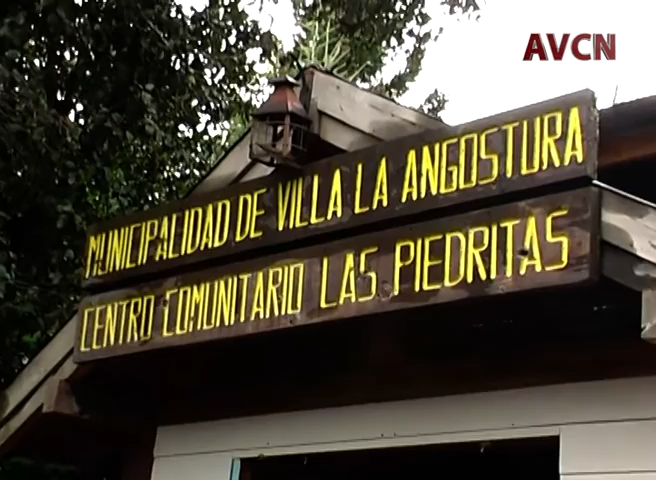 AVCN
MUNICIPALIDAD DE VILLA LA ANGOSTURA
CENTRO COMUNITARIO LAS PIEDRITAS